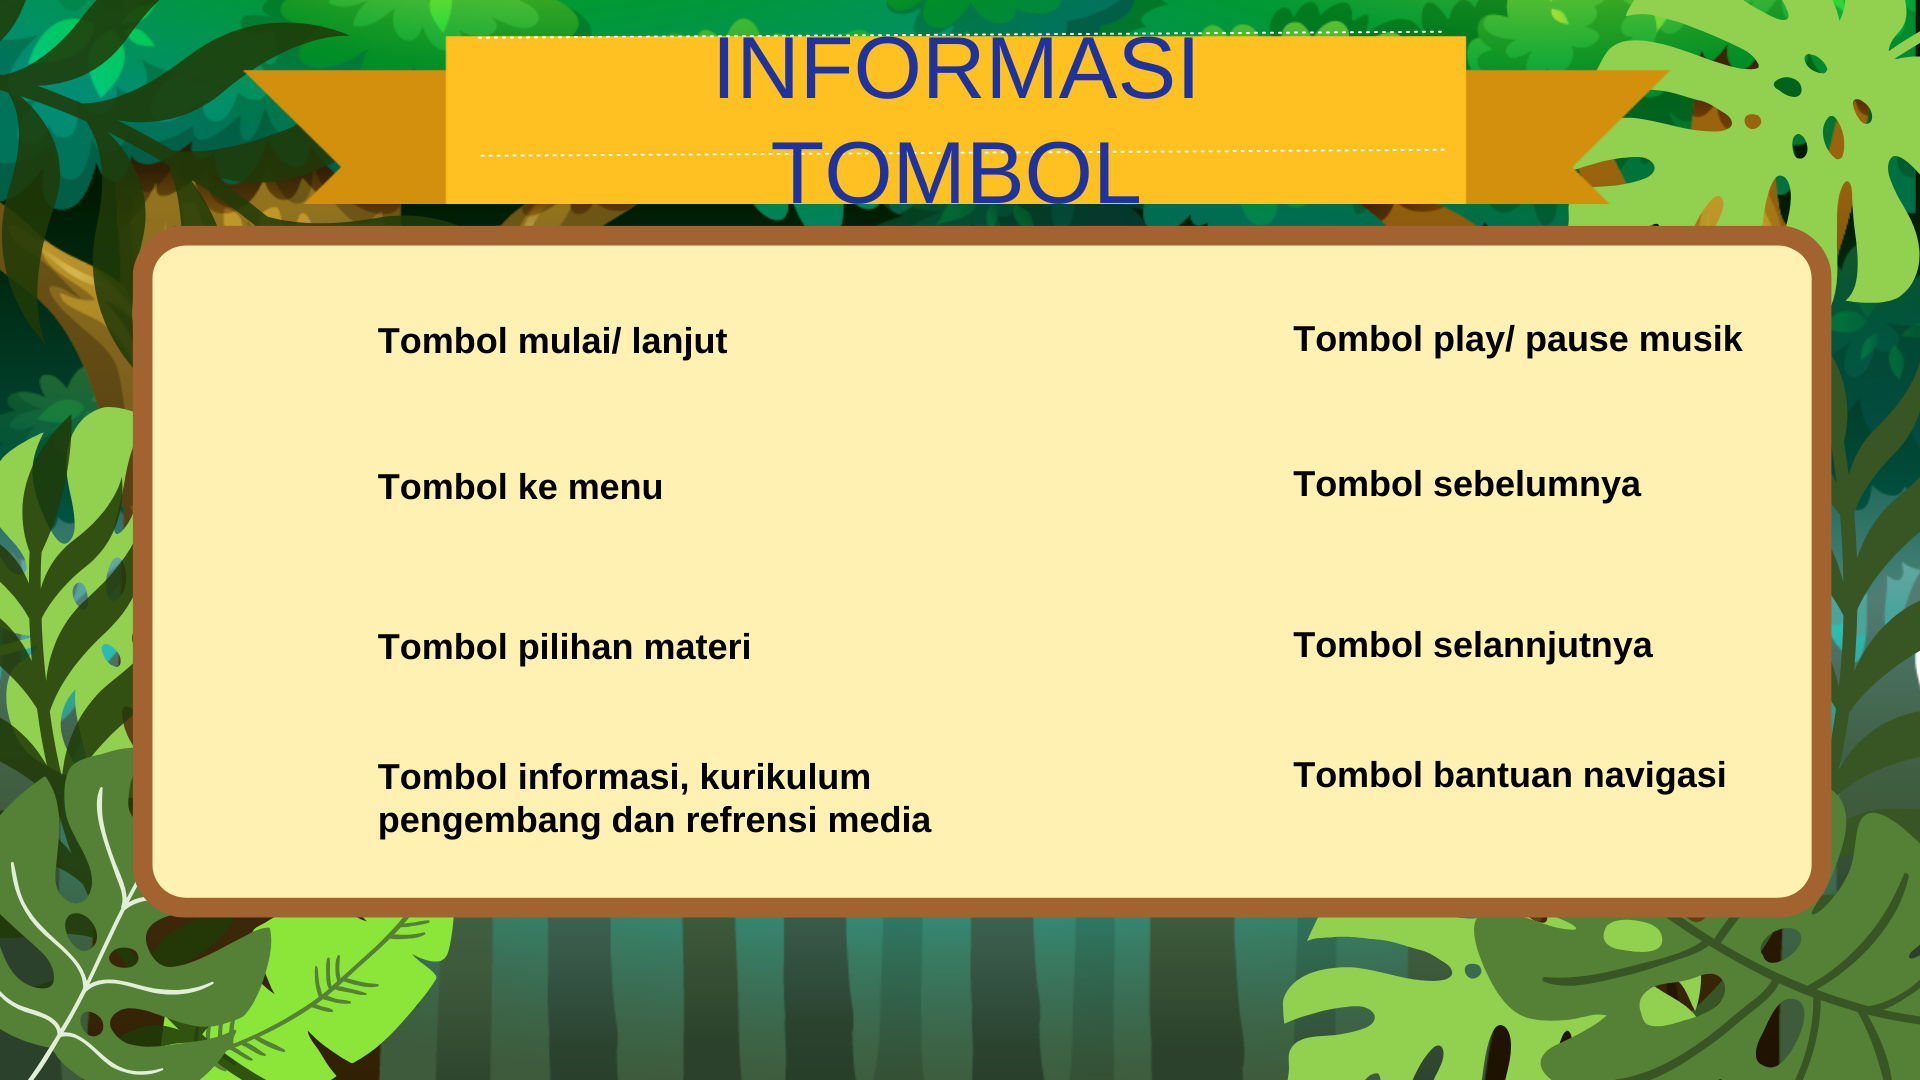 INFORMASI
TOMBOL
Tombol mulai/ lanjut
Tombol ke menu
Tombol pilihan materi
Tombol informasi, kurikulum
pengembang dan refrensi media
Tombol play/ pause musik
Tombol sebelumnya
Tombol selannjutnya
Tombol bantuan navigasi